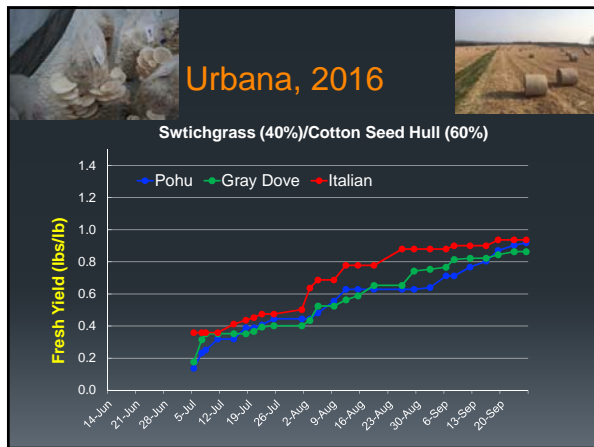 Urbana, 2016
Swtichgrass (40%)/Cotton Seed Hull (60%)
1.4
Pohu Gray Dove Italian
1.2
1.0
0.8
0.6
0.4
0.2
0.0
Fresh Yield (lbs/lb)
14-Jun 21-Jun 28-Jun 5-Jul 12-Jul 19-Jul 26-Jul 2-Aug 9-Aug 16-Aug 23-Aug 30-Aug 6-Sep 13-Sep 20-Sep